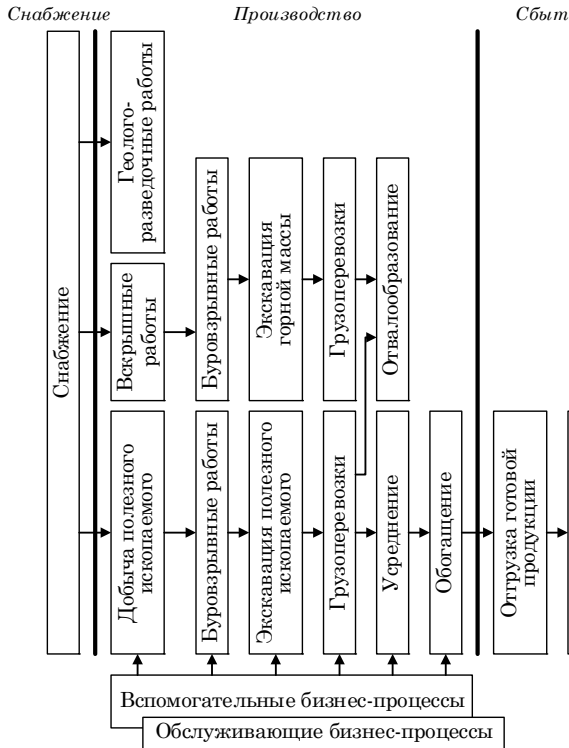 Снабжение
Производство
Сбыт
Снабжение
Геолого-
разведочные работы
Вскрышные
работы
Буровзрывные работы
Экскавация
горной массы
Грузоперевозки
Отвалообразование
Добыча полезного
ископаемого
Буровзрывные работы
Экскавация полезного
ископаемого
Грузоперевозки
Усреднение
Обогащение
Отгрузка готовой
продукции
Вспомогательные бизнес-процессы
Обслуживающие бизнес-процессы